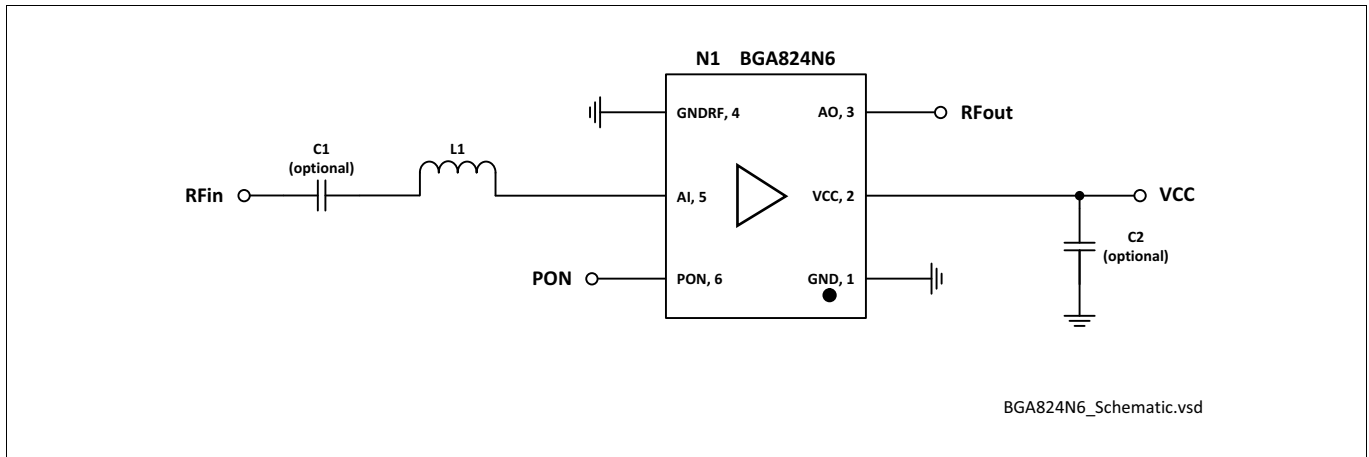 N1 BGA824N6
GNDRF, 4
AO, 3
RFout
C1
(optional)
L1
RFin
AI, 5
VCC, 2
VCC
C2
(optional)
PON
PON, 6
GND, 1
BGA824N6_Schematic.vsd